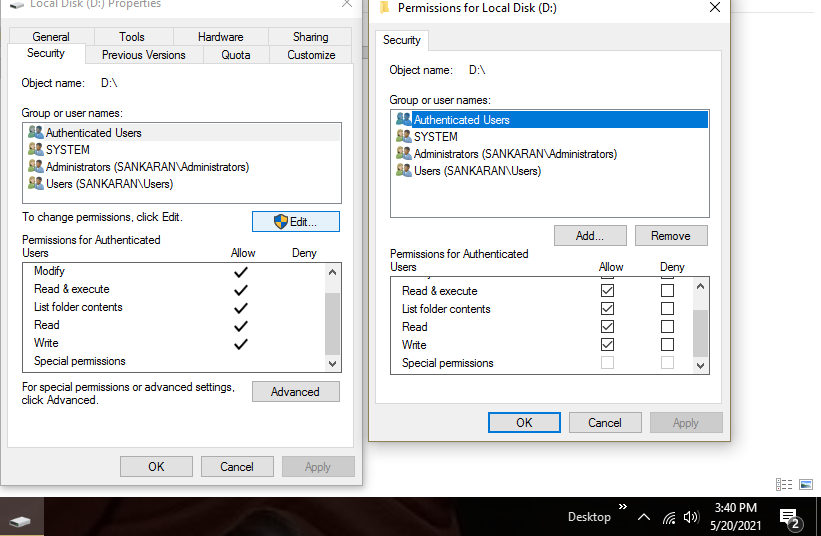 Local Disk (D:) Properties
General Tools Hardware Sharing
Security Previous Versions Quota Customize
Object name: D:\
Group or user names:
Authenticated Users
SYSTEM
Administrators (SANKARAN\Administrators)
Users (SANKARAN\Users)
To change permissions, click Edit.
Edit...
Permissions for Authenticated
Users Allow Deny
Modify
Read & execute
List folder contents
Read
Write
Special permissions
For special permissions or advanced settings,
click Advanced.
Advanced
OK Cancel Apply
Permissions for Local Disk (D:)
Security
Object name: D:\
Group or user names:
Authenticated Users
SYSTEM
Administrators (SANKARAN\Administrators)
Users (SANKARAN\Users)
Add... Remove
Permissions for Authenticated
Users Allow Deny
Read & execute
List folder contents
Read
Write
Special permissions
OK Cancel Apply
Desktop
3:40 PM
5/20/2021
2